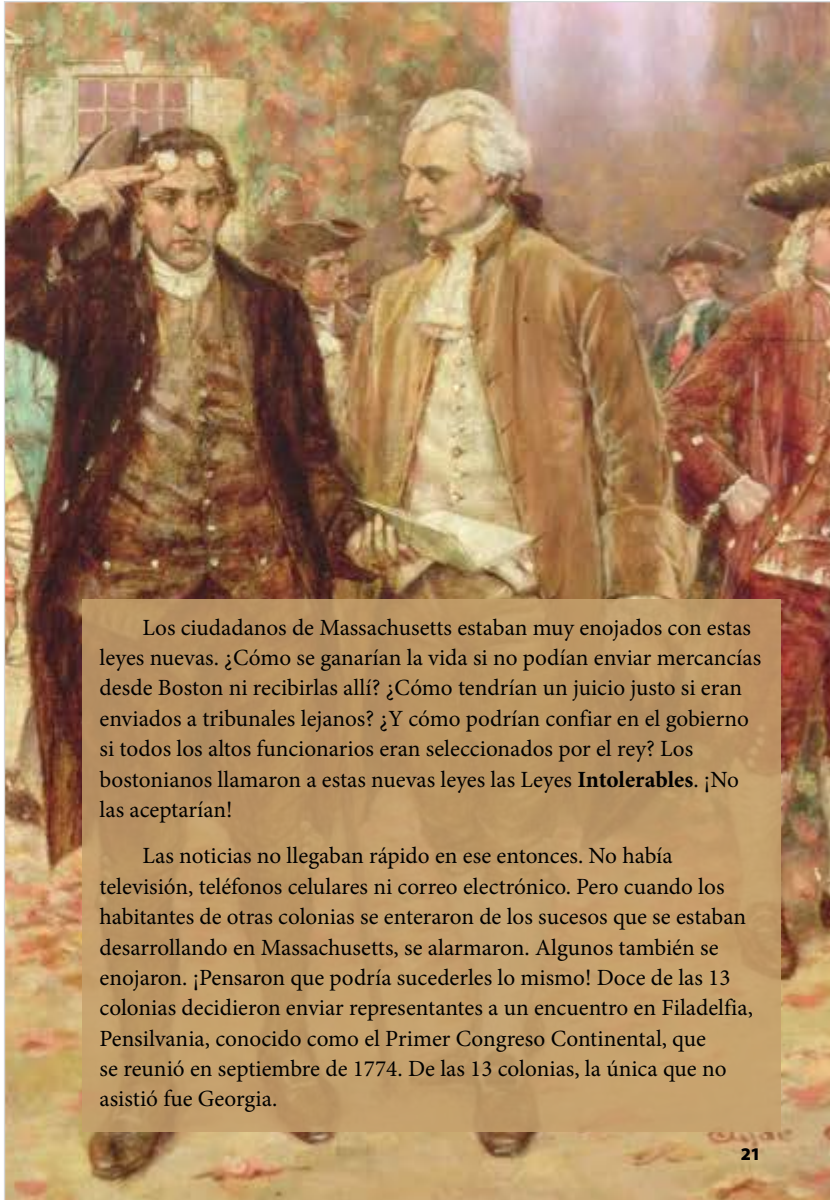 Los ciudadanos de Massachusetts estaban muy enojados con estas
leyes nuevas. ¿Cómo se ganarían la vida si no podían enviar mercancías
desde Boston ni recibirlas allí? ¿Cómo tendrían un juicio justo si eran
enviados a tribunales lejanos? ¿Y cómo podrían confiar en el gobierno
si todos los altos funcionarios eran seleccionados por el rey? Los
bostonianos llamaron a estas nuevas leyes las Leyes Intolerables. ¡No
las aceptarían!
Las noticias no llegaban rápido en ese entonces. No había
televisión, teléfonos celulares ni correo electrónico. Pero cuando los
habitantes de otras colonias se enteraron de los sucesos que se estaban
desarrollando en Massachusetts, se alarmaron. Algunos también se
enojaron. ¡Pensaron que podría sucederles lo mismo! Doce de las 13
colonias decidieron enviar representantes a un encuentro en Filadelfia,
Pensilvania, conocido como el Primer Congreso Continental, que
se reunió en septiembre de 1774. De las 13 colonias, la única que no
asistió fue Georgia.
21